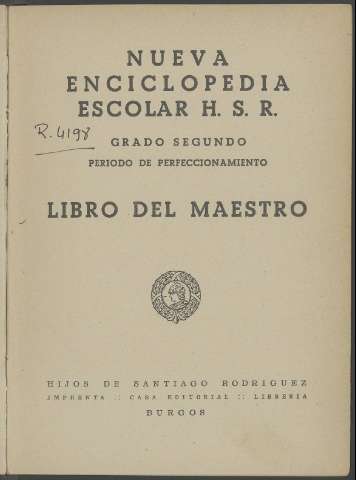 NUEVA
ENCICLOPEDIA
ESCOLAR H. S. R.
R. 4198
GRADO SEGUNDO
PERIODO DE PERFECCIONAMIENTO
LIBRO DEL MAESTRO
HIJOS DE SANTIAGO RODRIGUEZ
IMPRENTA :: CASA EDITORIAL :: LIBRERIA
BURGOS